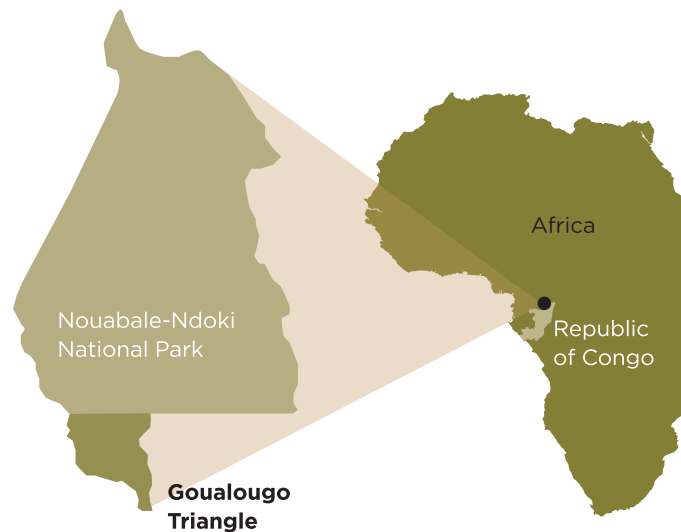 Africa
Nouabale-Ndoki
National Park
Republic
of Congo
Goualougo
Triangle